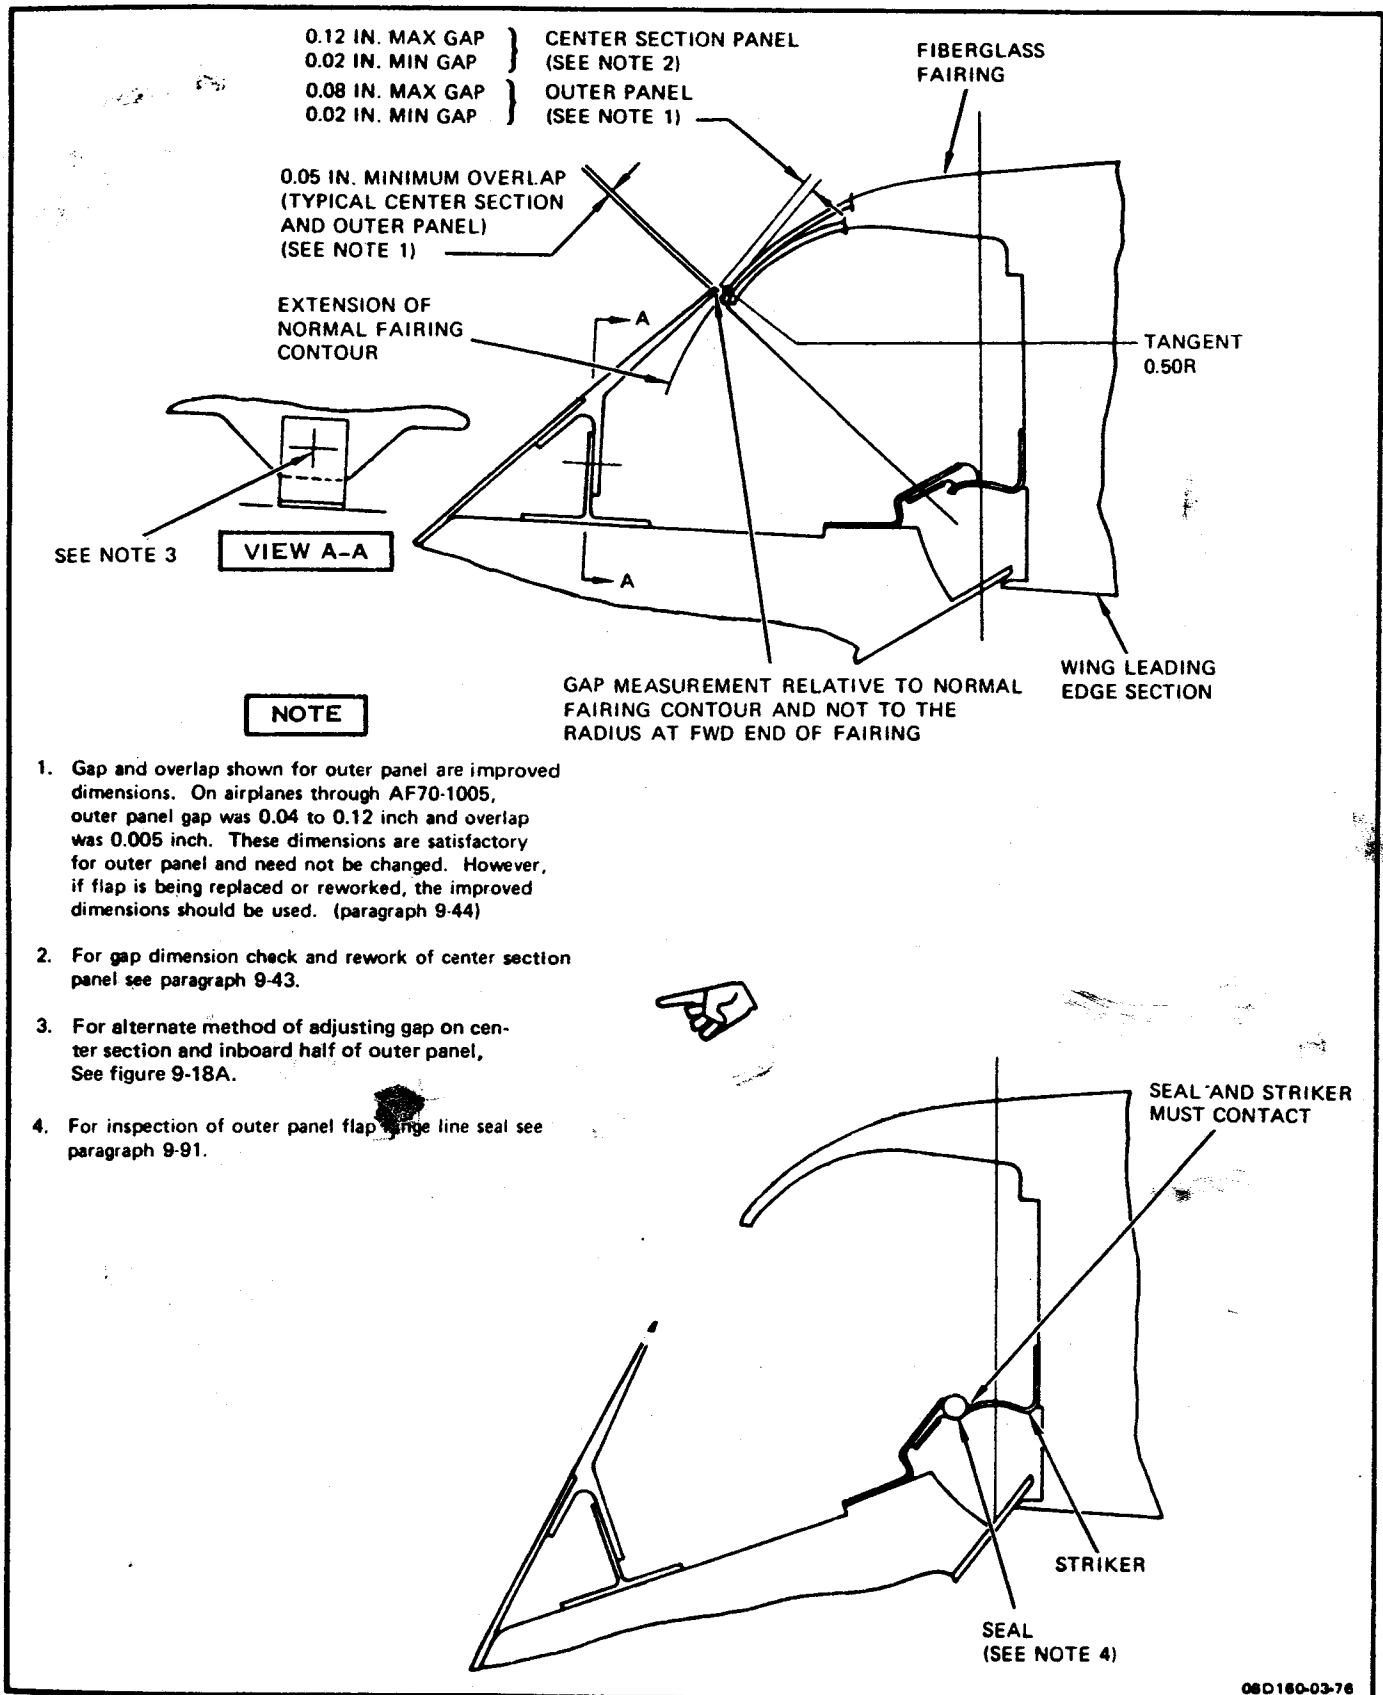 0.12 IN. MAX GAP } CENTER SECTION PANEL
0.02 IN. MIN GAP } (SEE NOTE 2)
0.08 IN. MAX GAP } OUTER PANEL
0.02 IN. MIN GAP } (SEE NOTE 1)
FIBERGLASS
FAIRING
0.05 IN. MINIMUM OVERLAP
(TYPICAL CENTER SECTION
AND OUTER PANEL)
(SEE NOTE 1)
EXTENSION OF
NORMAL FAIRING
CONTOUR
A
TANGENT
0.50R
SEE NOTE 3
VIEW A-A
A
WING LEADING
EDGE SECTION
GAP MEASUREMENT RELATIVE TO NORMAL
FAIRING CONTOUR AND NOT TO THE
RADIUS AT FWD END OF FAIRING
NOTE
1. Gap and overlap shown for outer panel are improved
dimensions. On airplanes through AF70-1005,
outer panel gap was 0.04 to 0.12 inch and overlap
was 0.005 inch. These dimensions are satisfactory
for outer panel and need not be changed. However,
if flap is being replaced or reworked, the improved
dimensions should be used. (paragraph 9-44)
2. For gap dimension check and rework of center section
panel see paragraph 9-43.
3. For alternate method of adjusting gap on cen-
ter section and inboard half of outer panel,
See figure 9-18A.
4. For inspection of outer panel flap line seal see
paragraph 9-91.
SEAL AND STRIKER
MUST CONTACT
STRIKER
SEAL
(SEE NOTE 4)
06D160-03-76